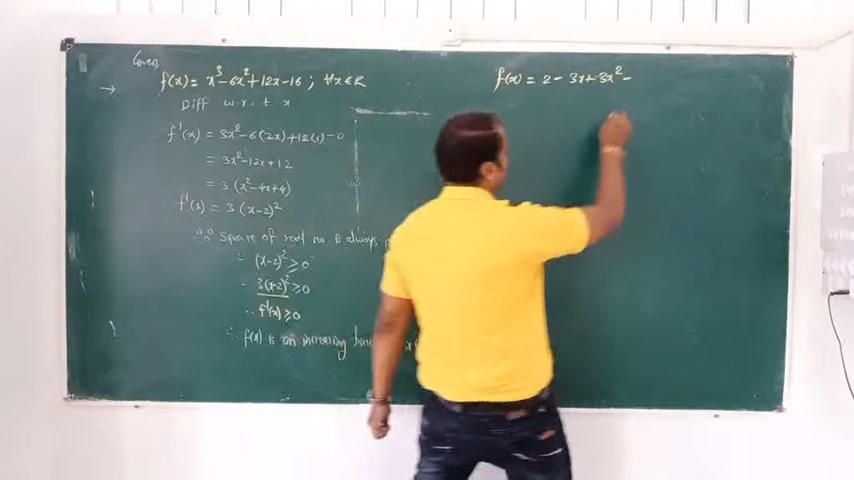 Given
→ f(x) = x³-6x²+12x-16 ; ∀x∈R
Diff w.r.t x
f'(x) = 3x²-6(2x)+12(1)-0
= 3x²-12x+12
= 3(x²-4x+4)
f'(x) = 3(x-2)²
∵ square of real no is always
∴ (x-2)² ≥ 0
∴ 3(x-2)² ≥ 0
∴ f'(x) ≥ 0
∴ f(x) is an increasing
f(x) = 2 - 3x+3x² -